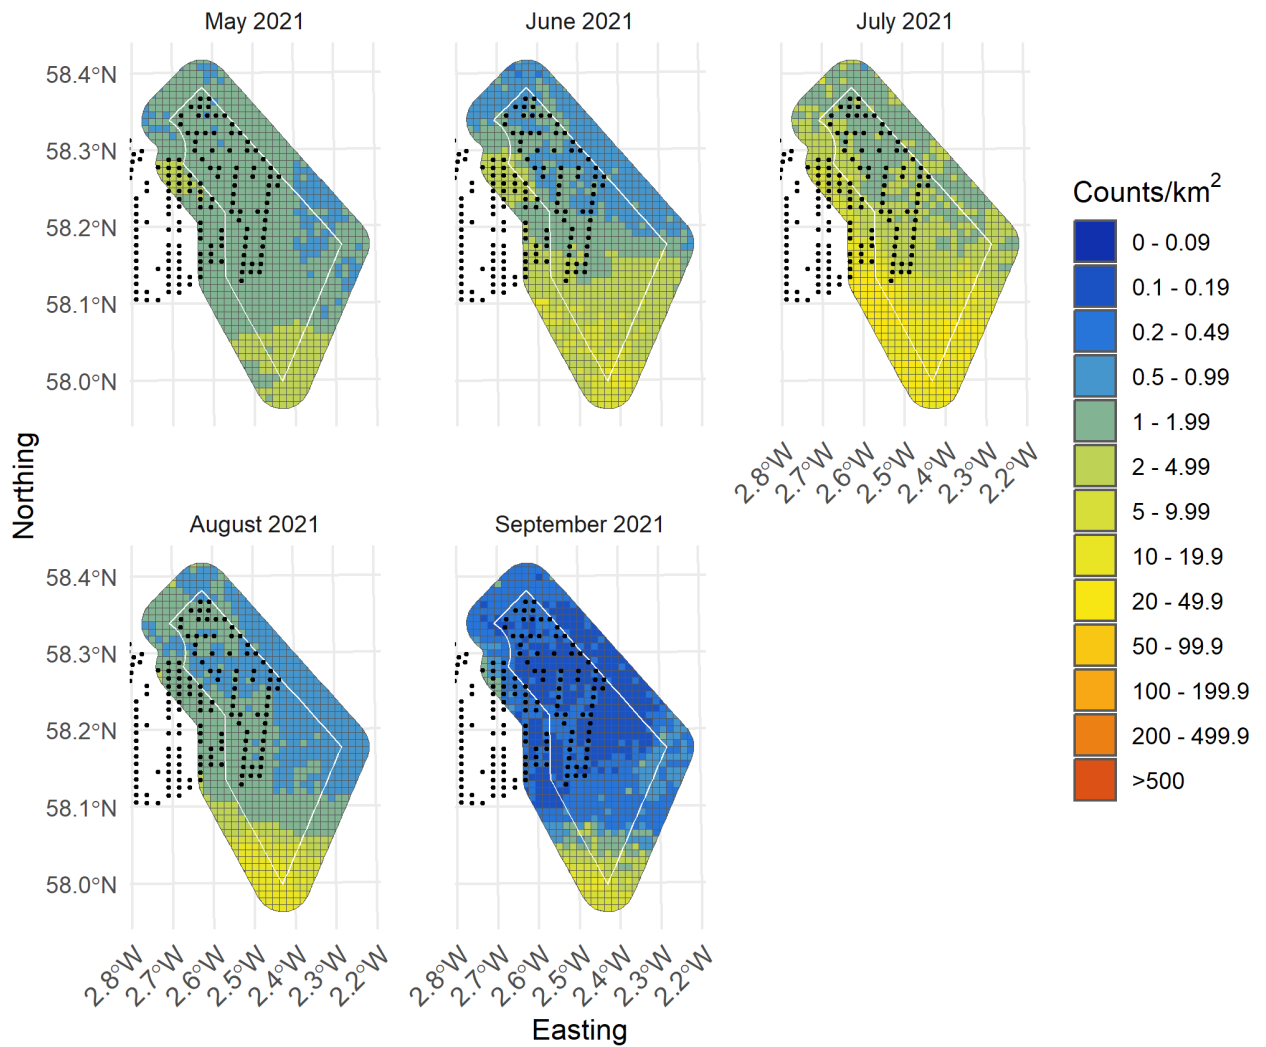 May 2021
June 2021
July 2021
58.4°N
58.3°N
58.2°N
58.1°N
58.0°N
2.8°W
2.7°W
2.6°W
2.5°W
2.4°W
2.3°W
2.2°W
Northing
August 2021
September 2021
58.4°N
58.3°N
58.2°N
58.1°N
58.0°N
2.8°W
2.7°W
2.6°W
2.5°W
2.4°W
2.3°W
2.2°W
2.8°W
2.7°W
2.6°W
2.5°W
2.4°W
2.3°W
2.2°W
Easting
Counts/km²
0 - 0.09
0.1 - 0.19
0.2 - 0.49
0.5 - 0.99
1 - 1.99
2 - 4.99
5 - 9.99
10 - 19.9
20 - 49.9
50 - 99.9
100 - 199.9
200 - 499.9
>500